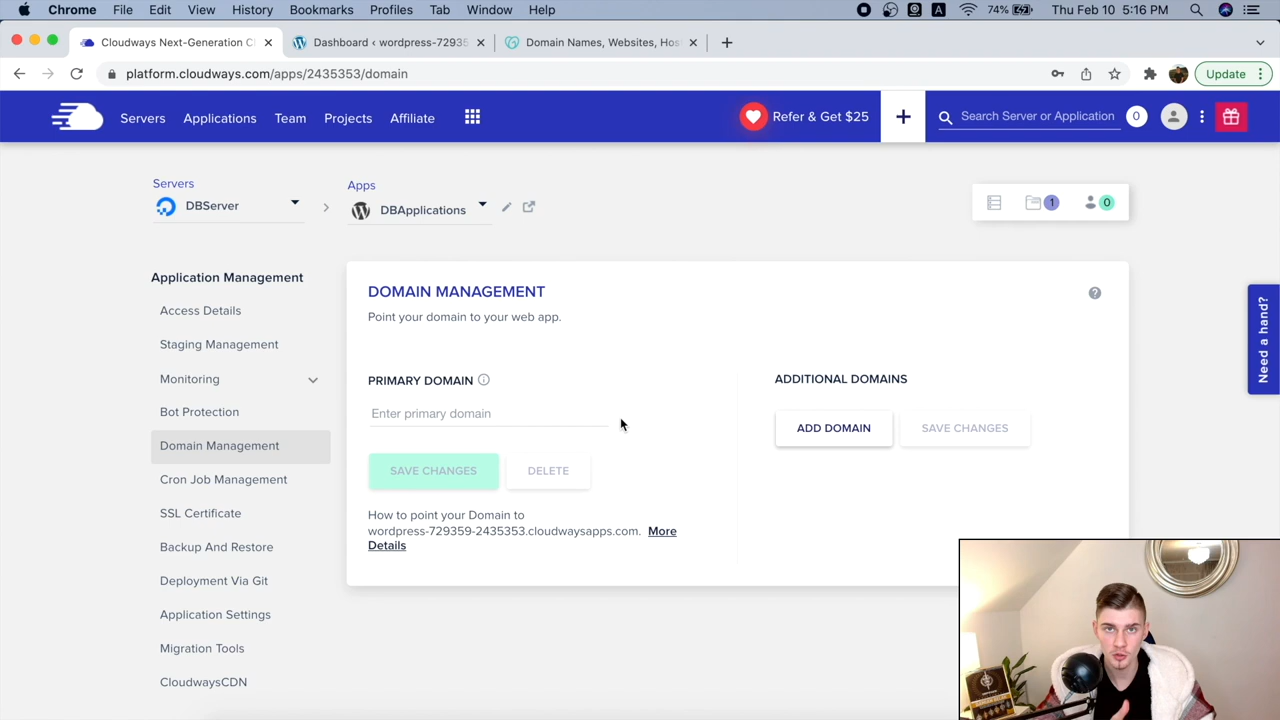 Chrome File Edit View History Bookmarks Profiles Tab Window Help A 74% Thu Feb 10 5:16 PM
Cloudways Next-Generation C Dashboard ‹ wordpress-72935 Domain Names, Websites, Hos
platform.cloudways.com/apps/2435353/domain Update
Servers Applications Team Projects Affiliate Refer & Get $25 Search Server or Application 0
Servers Apps
DBServer DBApplications 1 0
Application Management
Access Details
Staging Management
Monitoring
Bot Protection
Domain Management
Cron Job Management
SSL Certificate
Backup And Restore
Deployment Via Git
Application Settings
Migration Tools
CloudwaysCDN
DOMAIN MANAGEMENT
Point your domain to your web app.
PRIMARY DOMAIN
Enter primary domain
SAVE CHANGES DELETE
How to point your Domain to
wordpress-729359-2435353.cloudwaysapps.com. More
Details
ADDITIONAL DOMAINS
ADD DOMAIN SAVE CHANGES
Need a hand?